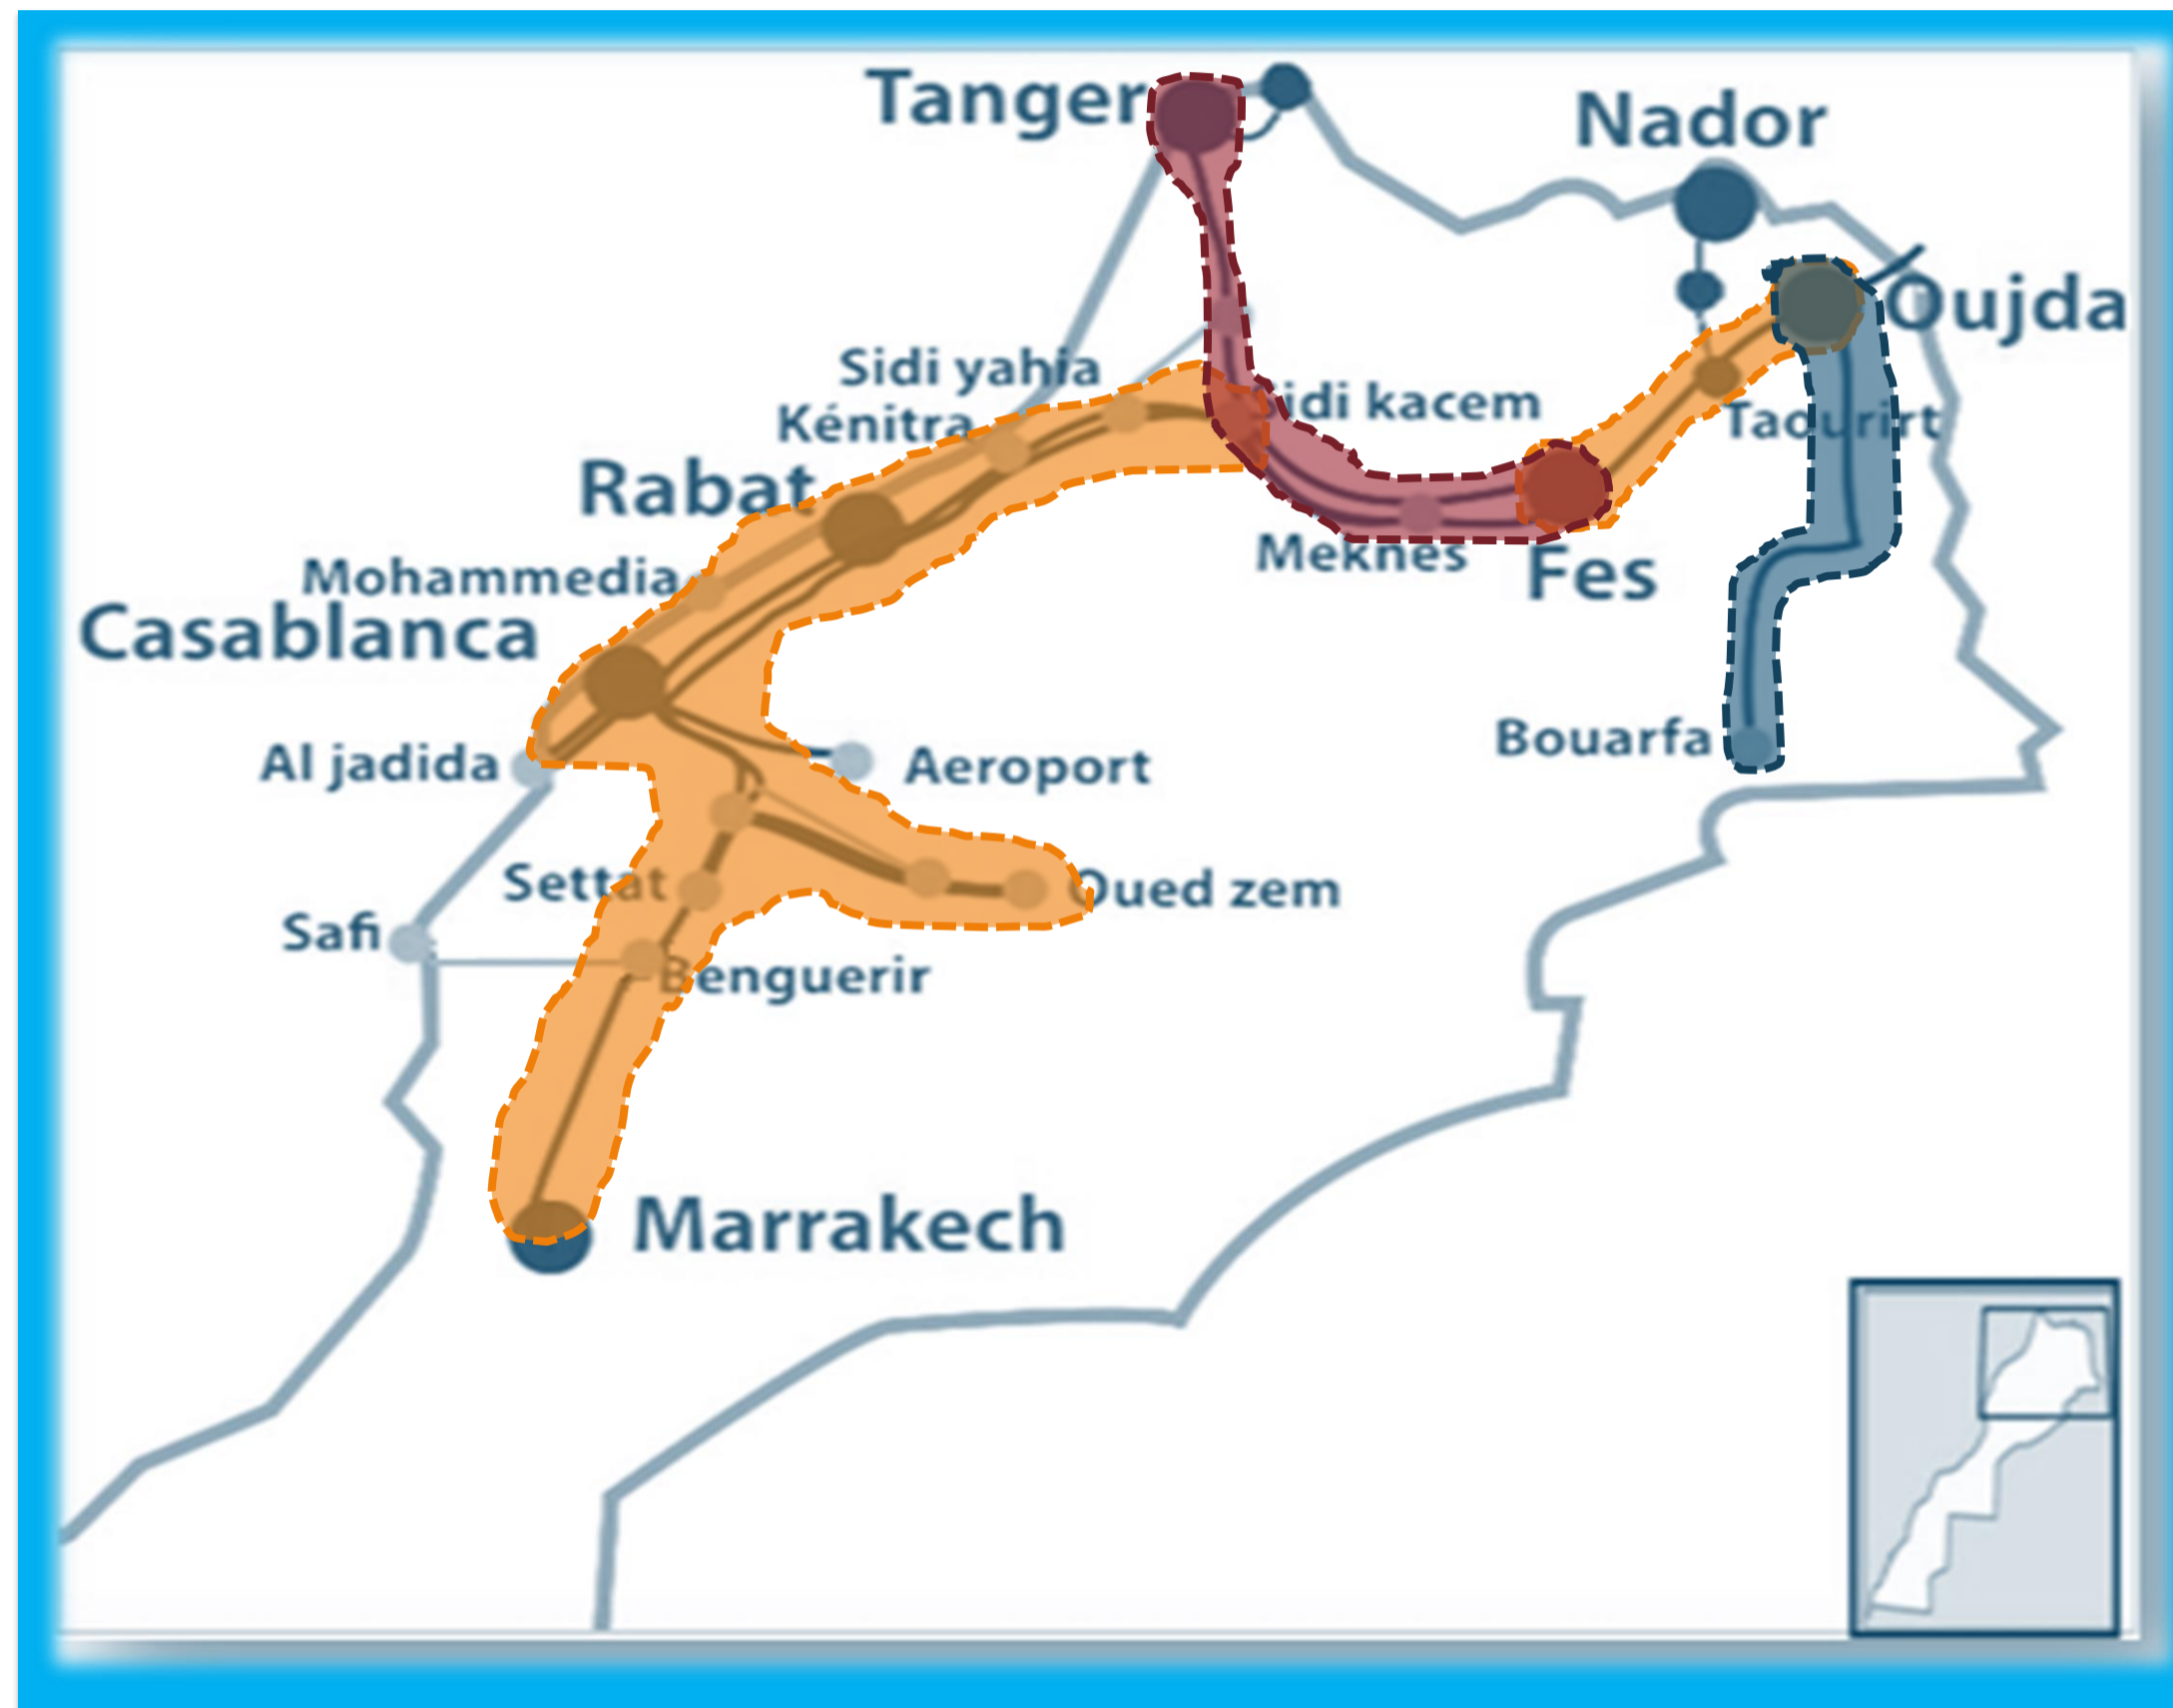 Tanger
Nador
Oujda
Sidi yahia
Sidi kacem
Kénitra
Taourirt
Rabat
Meknes
Fes
Mohammedia
Casablanca
Bouarfa
Al jadida
Aeroport
Settat
Oued zem
Safi
Benguerir
Marrakech